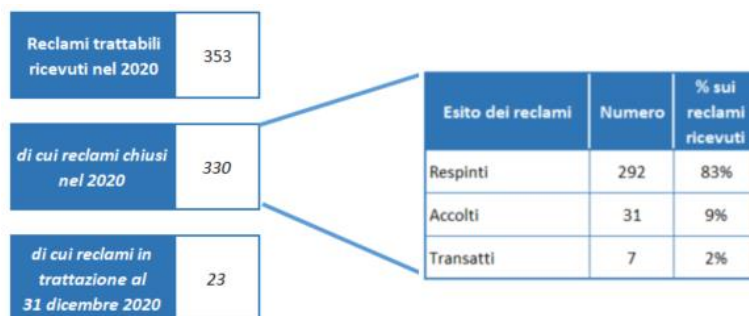 Reclami trattabili
ricevuti nel 2020
353
di cui reclami chiusi
nel 2020
330
di cui reclami in
trattazione al
31 dicembre 2020
23
Esito dei reclami
Numero
% sui
reclami
ricevuti
Respinti 292 83%
Accolti 31 9%
Transatti 7 2%